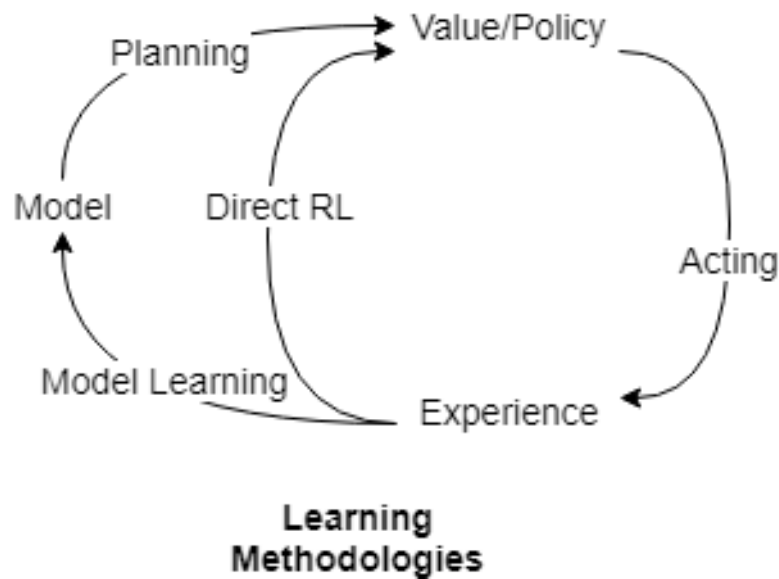 Value/Policy
Planning
Model
Direct RL
Acting
Model Learning
Experience
Learning
Methodologies